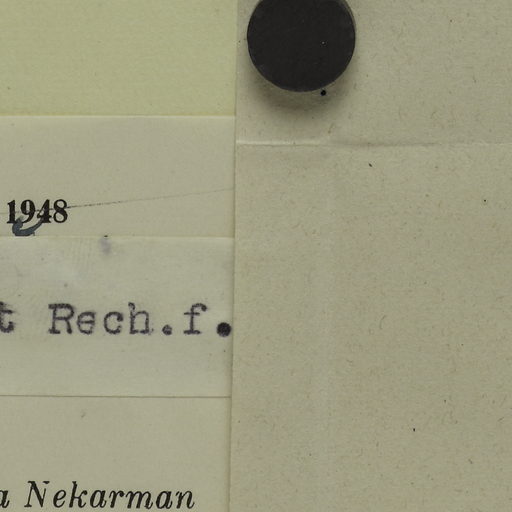 1948
t Rech.f.
a Nekarman